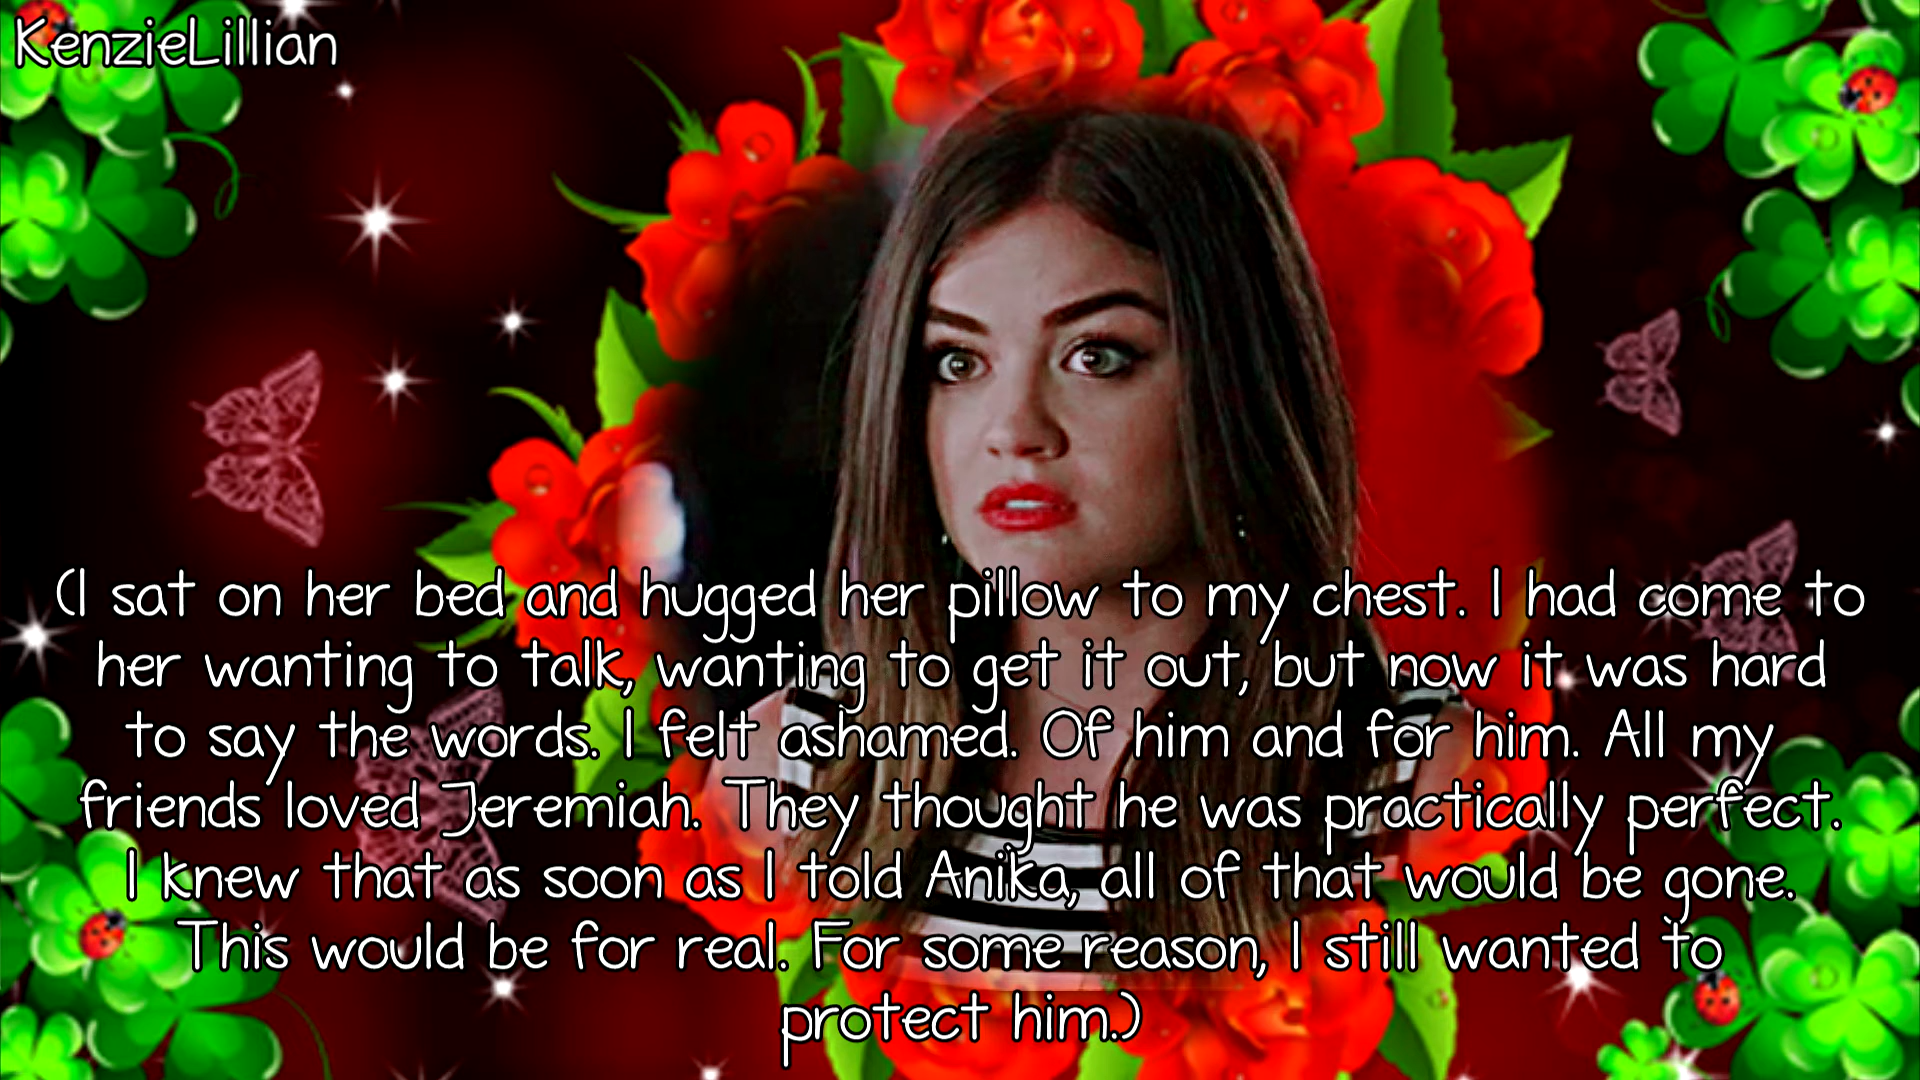 KenzieLillian
(I sat on her bed and hugged her pillow to my chest. I had come to
her wanting to talk, wanting to get it out, but now it was hard
to say the words. I felt ashamed. Of him and for him. All my
friends loved Jeremiah. They thought he was practically perfect.
I knew that as soon as I told Anika, all of that would be gone.
This would be for real. For some reason, I still wanted to
protect him.)